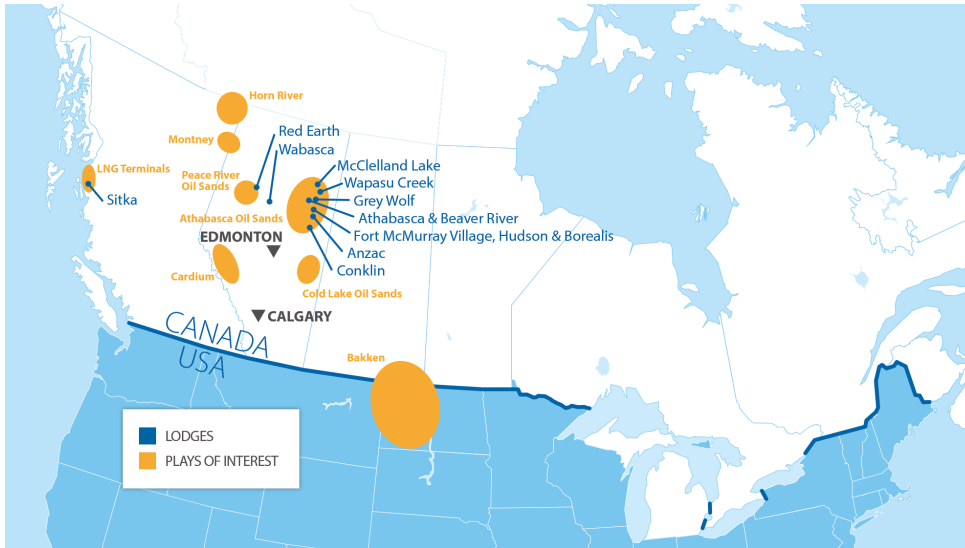 Horn River
Red Earth
Montney
Wabasca
McClelland Lake
LNG Terminals
Peace River
Oil Sands
Wapasu Creek
Sitka
Grey Wolf
Athabasca Oil Sands
Athabasca & Beaver River
EDMONTON
Fort McMurray Village, Hudson & Borealis
Anzac
Cardium
Conklin
Cold Lake Oil Sands
CALGARY
CANADA
USA
Bakken
LODGES
PLAYS OF INTEREST